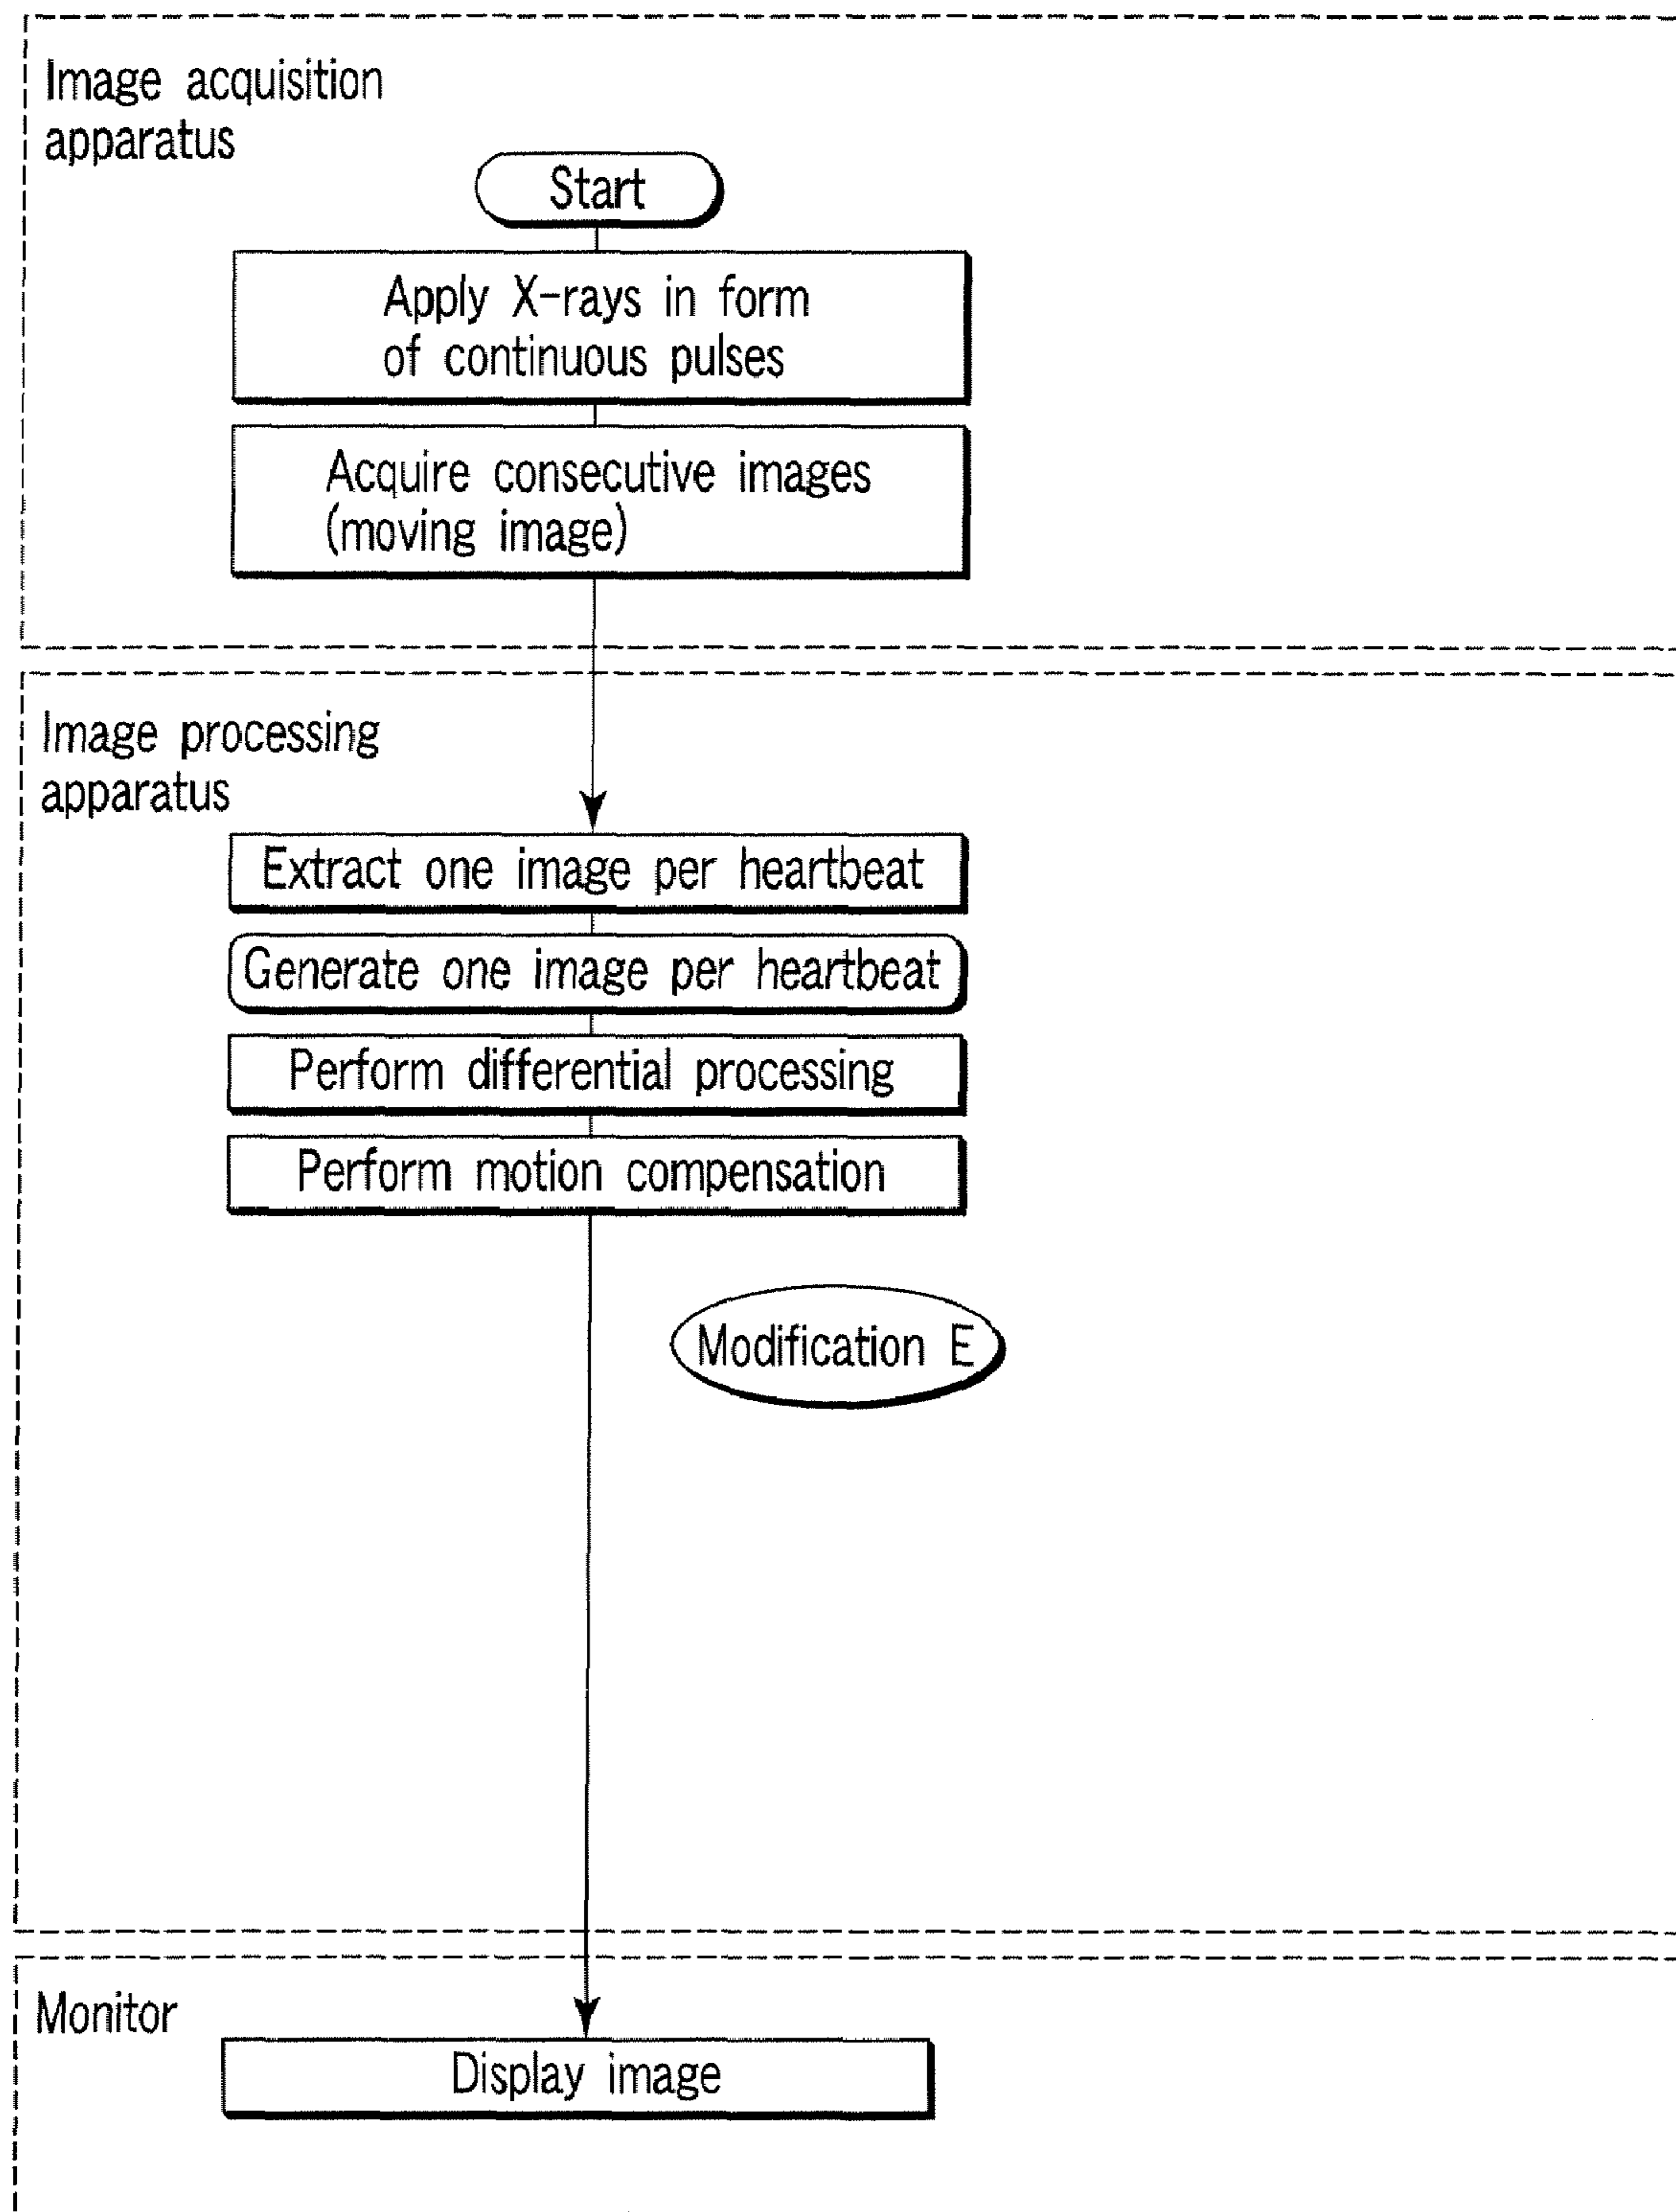 Image acquisition
apparatus
Start
Apply X-rays in form
of continuous pulses
Acquire consecutive images
(moving image)
Image processing
apparatus
Extract one image per heartbeat
Generate one image per heartbeat
Perform differential processing
Perform motion compensation
Modification E
Monitor
Display image